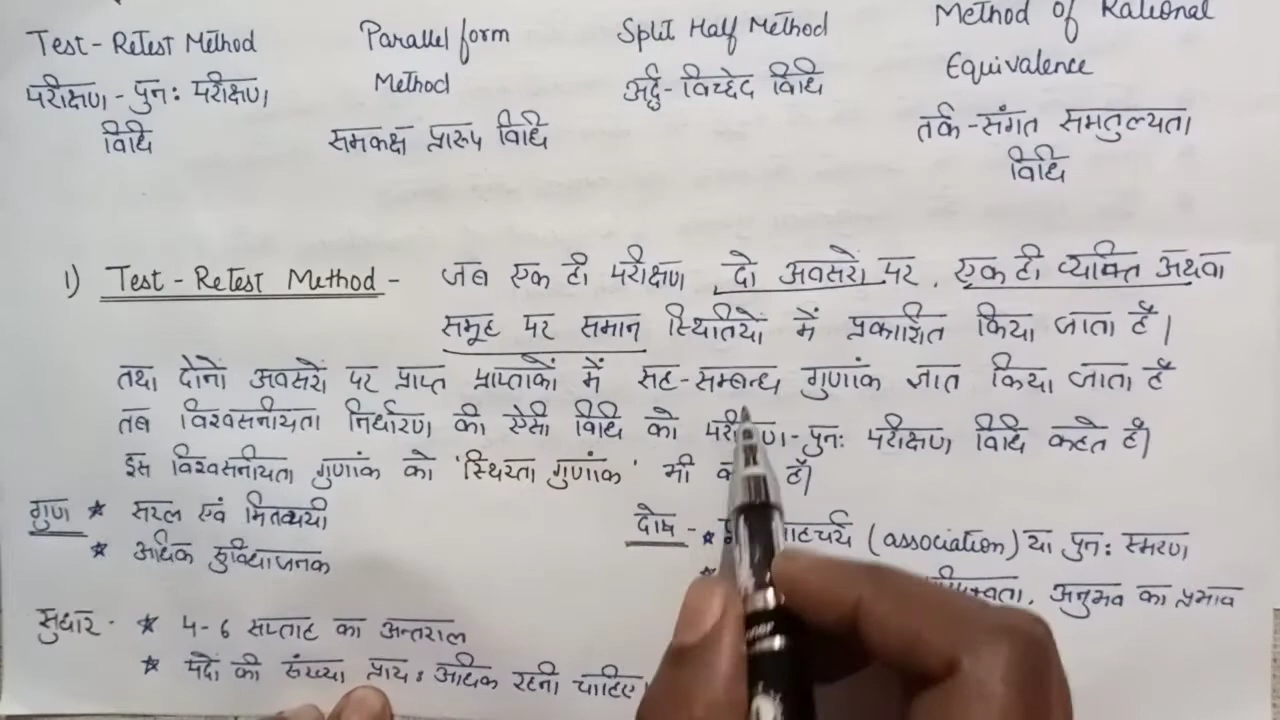 Test-ReTest Method
परीक्षण-पुनः परीक्षण
विधि
Parallel form
Method
समकक्ष प्रारूप विधि
Split Half Method
अर्द्ध-विच्छेद विधि
Method of Rational
Equivalence
तर्क-संगत समतुल्यता
विधि
1) Test-ReTest Method - जब एक ही परीक्षण दो अवसरो पर, एक ही व्यक्ति अथवा
समूह पर समान स्थितियों में प्रकाशित किया जाता है।
तथा दोनो अवसरो पर प्राप्त प्राप्तांकों में सह-सम्बन्ध गुणांक ज्ञात किया जाता है
तब विश्वसनीयता निर्धारण की ऐसी विधि को परीक्षण-पुनः परीक्षण विधि कहते है।
इस विश्वसनीयता गुणांक को 'स्थिरता गुणांक' भी है।
गुण * सरल एवं मितव्ययी
* अधिक सुविधाजनक
दोष - * (association) या पुनः स्मरण
* अनुभव का प्रभाव
सुधार - * 4-6 सप्ताह का अन्तराल
* पदो की संख्या प्रायः अधिक रहनी चाहिए।